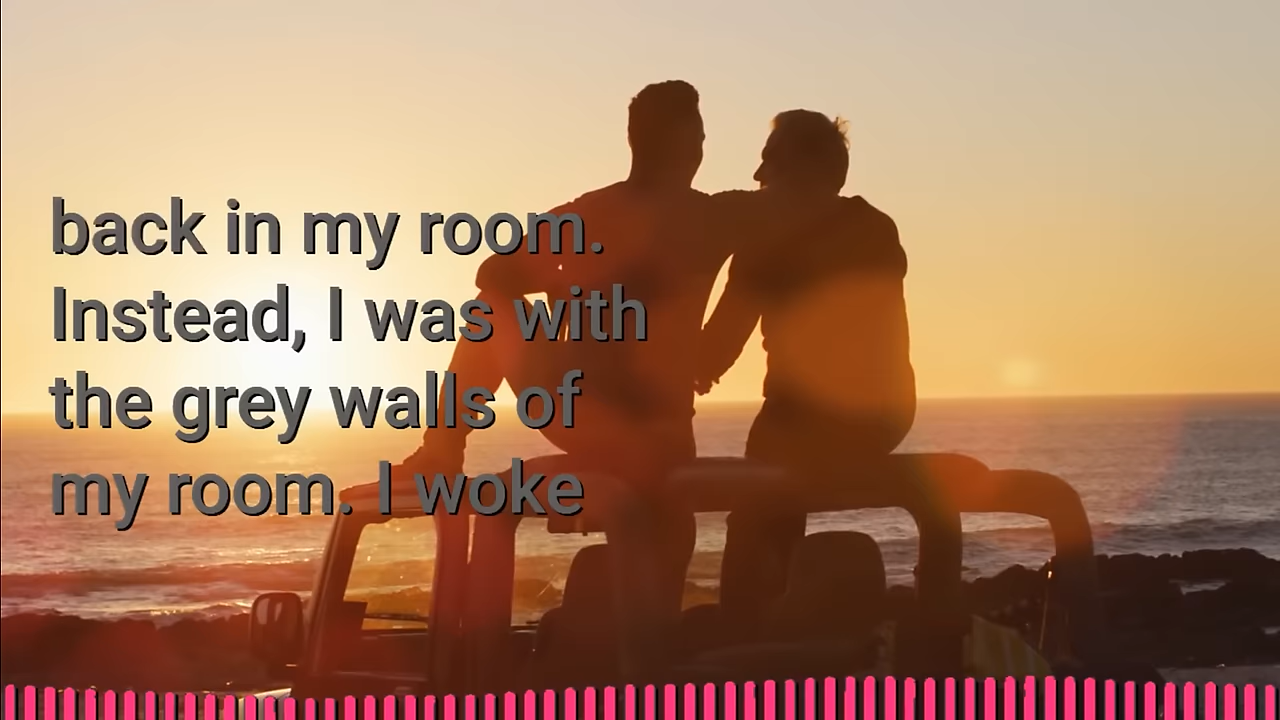 back in my room.
Instead, I was with
the grey walls of
my room. I woke